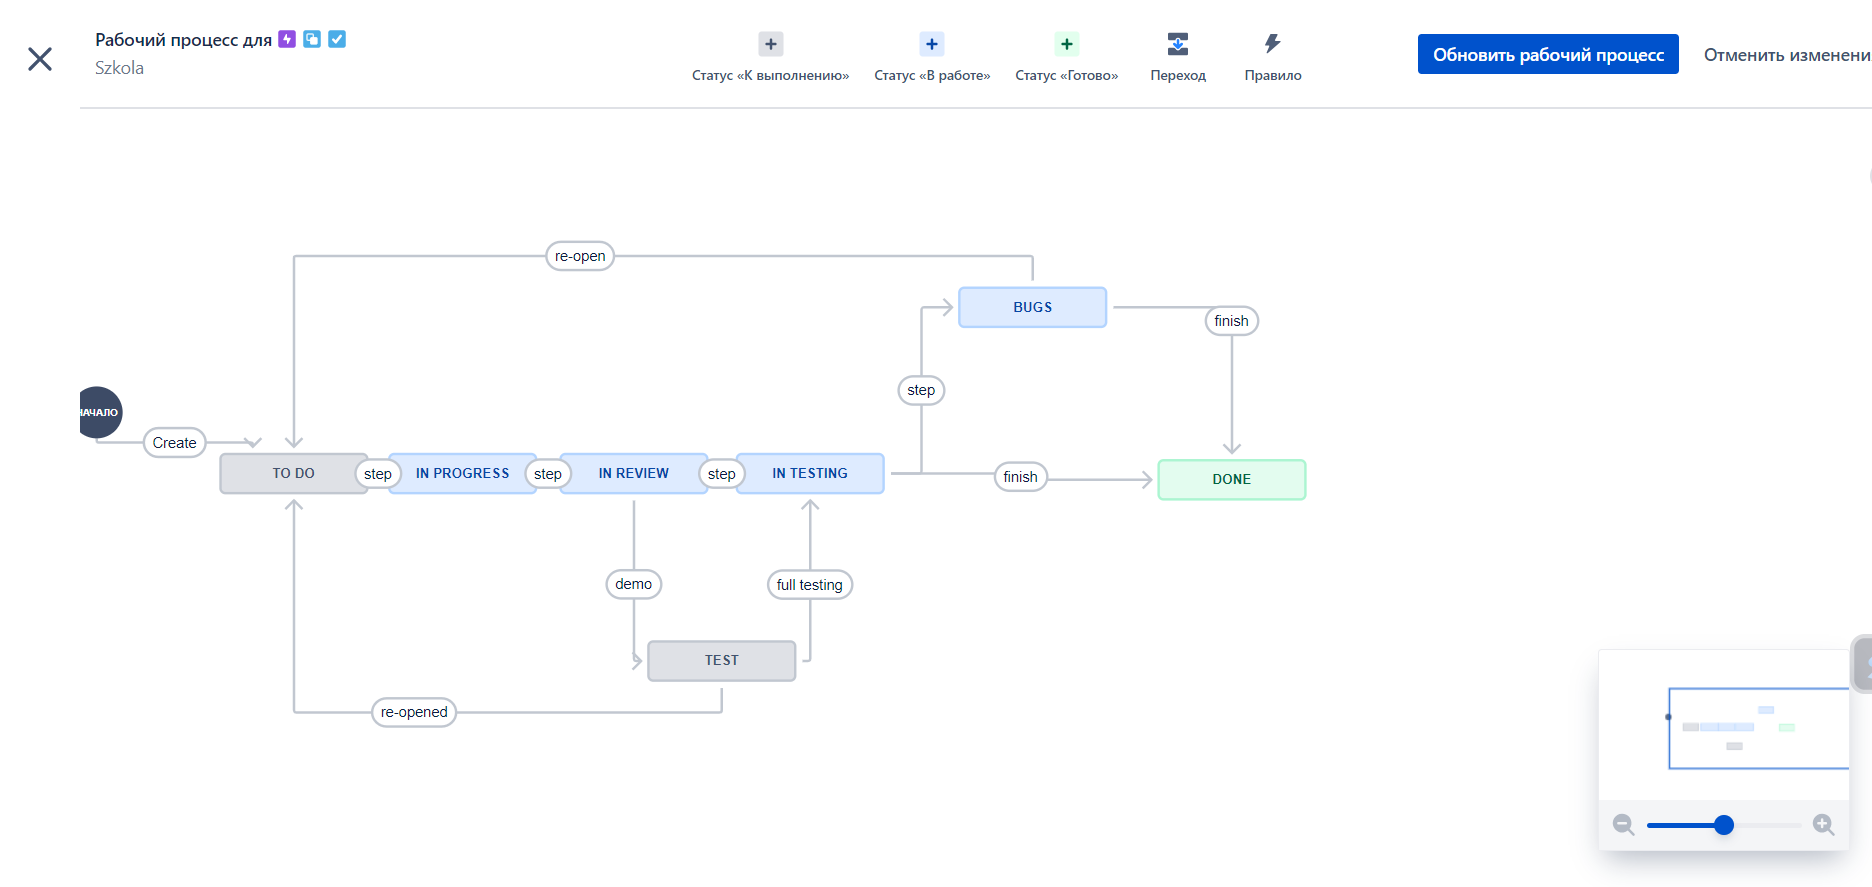 Рабочий процесс для
Szkola
Статус «К выполнению»
Статус «В работе»
Статус «Готово»
Переход
Правило
Обновить рабочий процесс
Отменить изменени
re-open
BUGS
finish
step
НАЧАЛО
Create
TO DO
step
IN PROGRESS
step
IN REVIEW
step
IN TESTING
finish
DONE
demo
full testing
TEST
re-opened